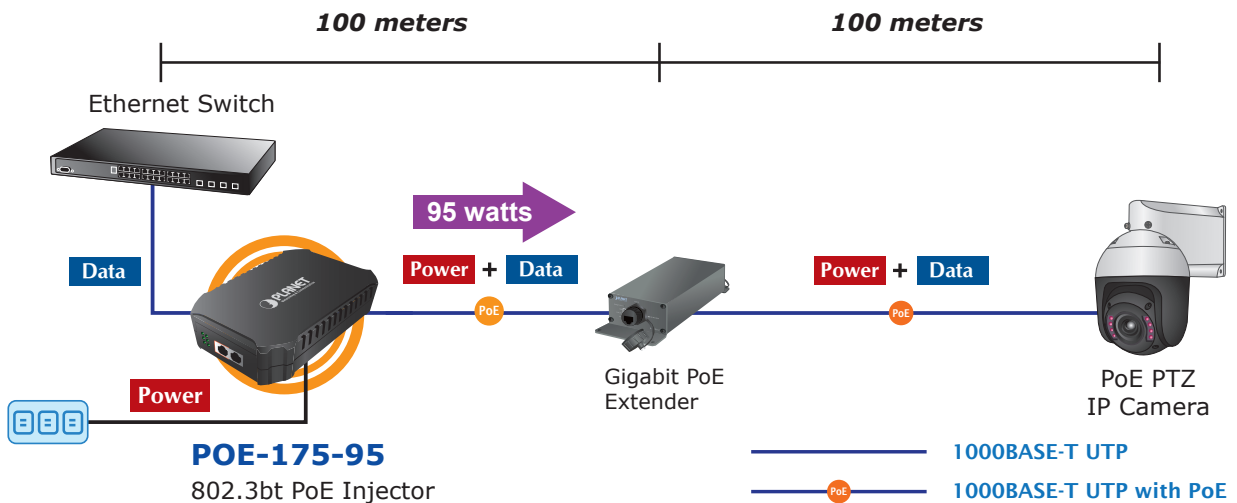 100 meters
100 meters
Ethernet Switch
95 watts
Data
Power + Data
Power + Data
PoE
PoE
PLANET
Power
Gigabit PoE
Extender
PoE PTZ
IP Camera
POE-175-95
802.3bt PoE Injector
1000BASE-T UTP
PoE
1000BASE-T UTP with PoE